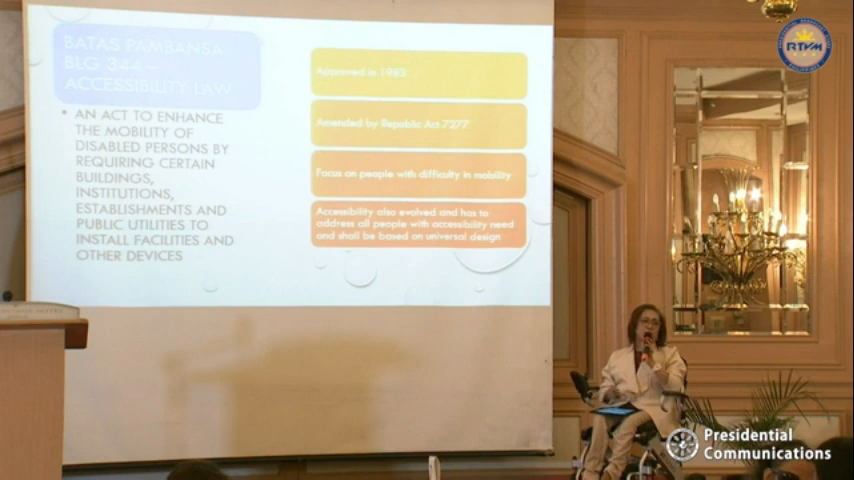 BATAS PAMBANSA
BLG 344 –
ACCESSIBILITY LAW
• AN ACT TO ENHANCE
THE MOBILITY OF
DISABLED PERSONS BY
REQUIRING CERTAIN
BUILDINGS,
INSTITUTIONS,
ESTABLISHMENTS AND
PUBLIC UTILITIES TO
INSTALL FACILITIES AND
OTHER DEVICES
Approved in 1983
Amended by Republic Act 7277
Focus on people with difficulty in mobility
Accessibility also evolved and has to
address all people with accessibility need
and shall be based on universal design
RTVM
Presidential
Communications